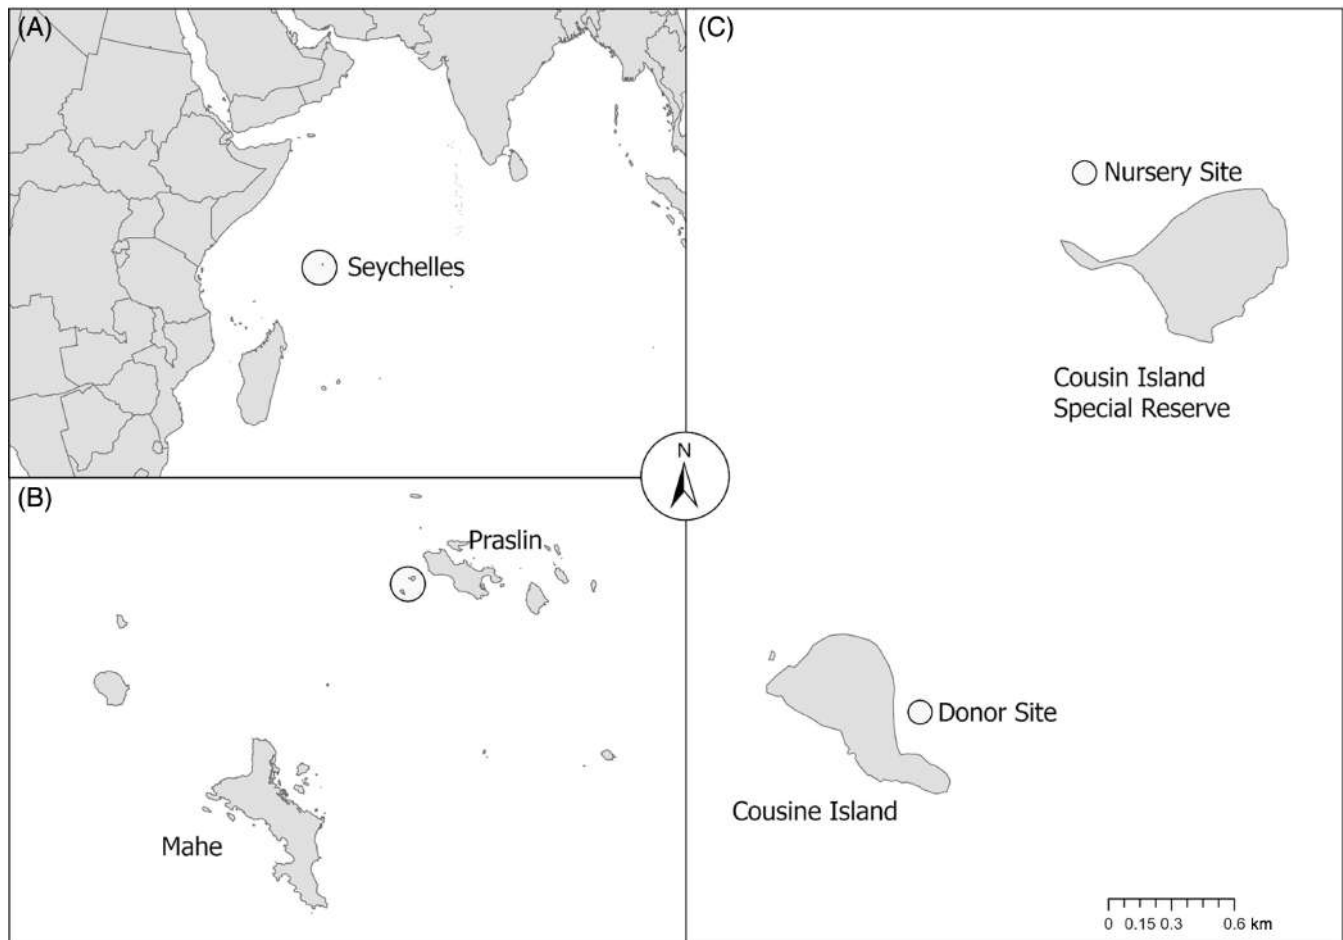 (A)
Seychelles
(B)
Praslin
Mahe
N
(C)
Nursery Site
Cousin Island
Special Reserve
Donor Site
Cousine Island
0 0.15 0.3 0.6 km